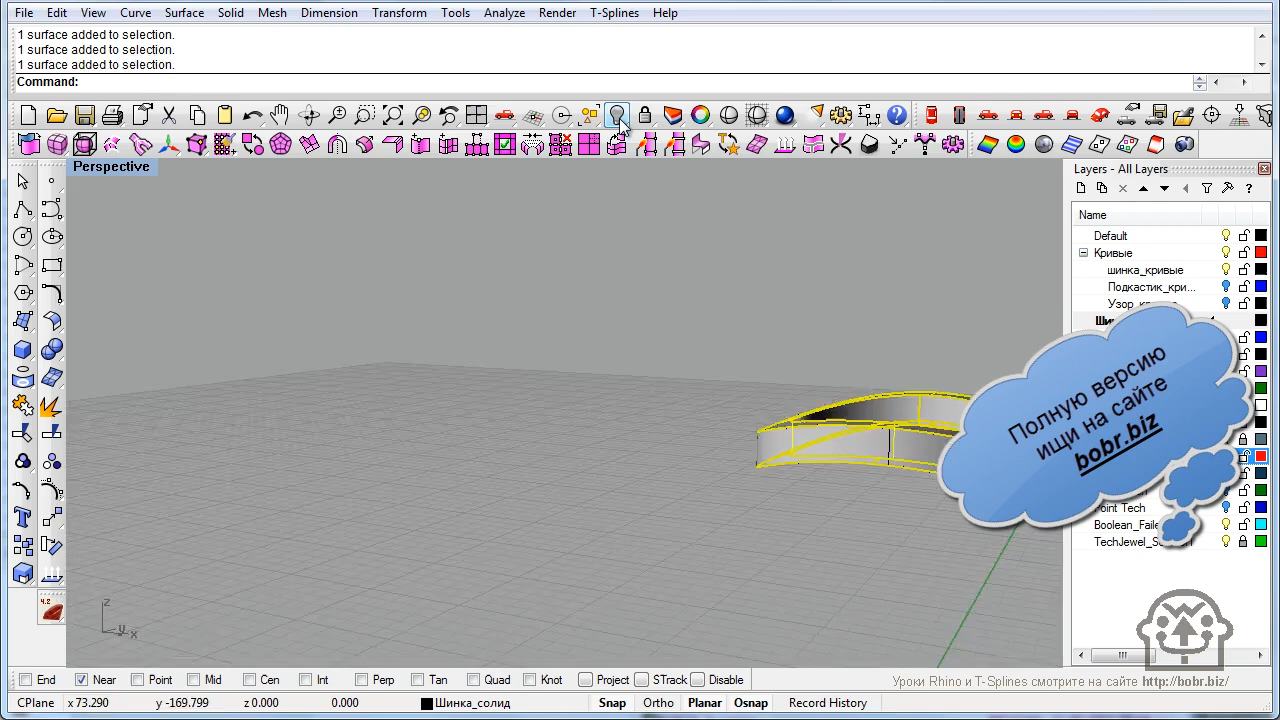 File Edit View Curve Surface Solid Mesh Dimension Transform Tools Analyze Render T-Splines Help
1 surface added to selection.
1 surface added to selection.
1 surface added to selection.
Command:
Perspective
Layers - All Layers
Name
Default
Кривые
шинка_кривые
Подкастик_кри...
Полную версию
ищи на сайте
bobr.biz
Point Tech
z
y
x
End Near Point Mid Cen Int Perp Tan Quad Knot Project STrack Disable
Уроки Rhino и T-Splines смотрите на сайте http://bobr.biz/
CPlane x 73.290 y -169.799 z 0.000 0.000 Шинка_солид Snap Ortho Planar Osnap Record History